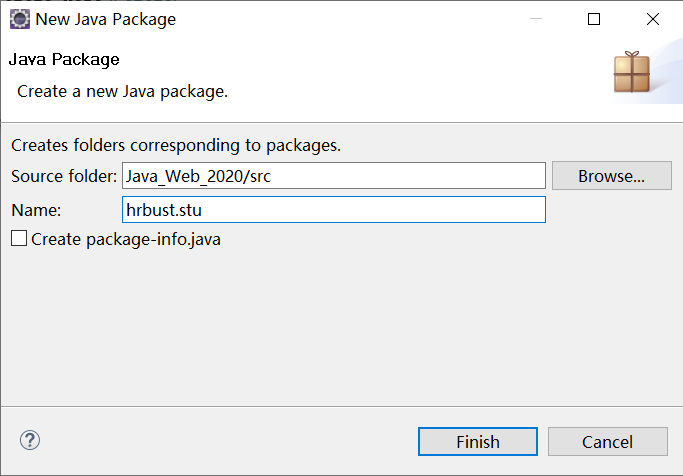 New Java Package
Java Package
Create a new Java package.
Creates folders corresponding to packages.
Source folder: Java_Web_2020/src Browse...
Name: hrbust.stu
Create package-info.java
? Finish Cancel